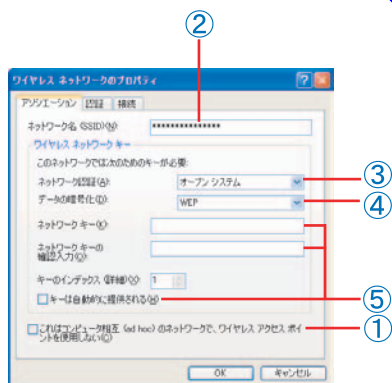 ②
ワイヤレス ネットワークのプロパティ
アソシエーション 認証 接続
ネットワーク名 (SSID)(N): ***************
ワイヤレス ネットワーク キー
このネットワークでは次のためのキーが必要:
ネットワーク認証(A): オープン システム ③
データの暗号化(D): WEP ④
ネットワーク キー(K):
ネットワーク キーの
確認入力(O):
キーのインデックス (詳細)(X): 1
キーは自動的に提供される(H) ⑤
これはコンピュータ相互 (ad hoc) のネットワークで、ワイヤレス アクセス ポイ ①
ントを使用しない(C)
OK キャンセル